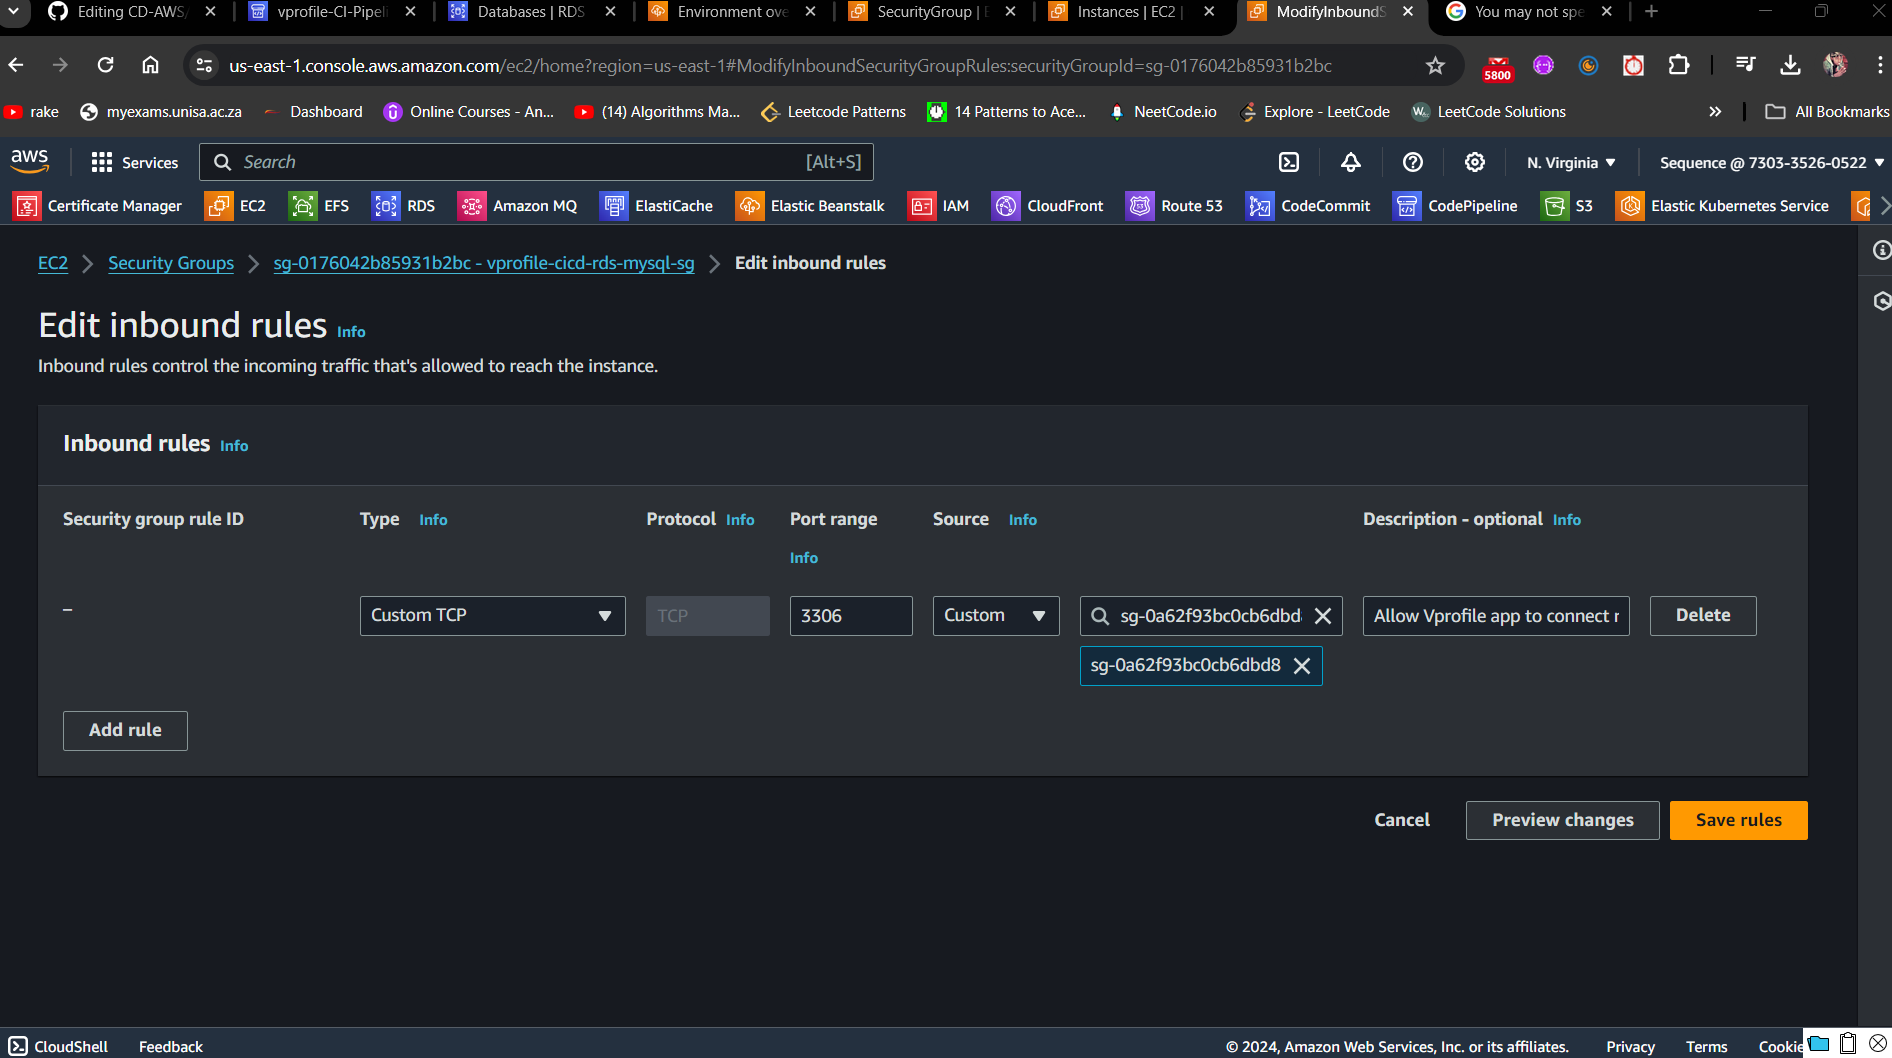 Editing CD-AWS/
vprofile-CI-Pipeli
Databases | RDS
Environment ove
SecurityGroup | E
Instances | EC2 |
ModifyInboundS
You may not spe
us-east-1.console.aws.amazon.com/ec2/home?region=us-east-1#ModifyInboundSecurityGroupRules:securityGroupId=sg-0176042b85931b2bc
5800
rake
myexams.unisa.ac.za
Dashboard
Online Courses - An...
(14) Algorithms Ma...
Leetcode Patterns
14 Patterns to Ace...
NeetCode.io
Explore - LeetCode
LeetCode Solutions
»
All Bookmarks
aws
Services
Search
[Alt+S]
N. Virginia
Sequence @ 7303-3526-0522
Certificate Manager
EC2
EFS
RDS
Amazon MQ
ElastiCache
Elastic Beanstalk
IAM
CloudFront
Route 53
CodeCommit
CodePipeline
S3
Elastic Kubernetes Service
EC2
Security Groups
sg-0176042b85931b2bc - vprofile-cicd-rds-mysql-sg
Edit inbound rules
Edit inbound rules Info
Inbound rules control the incoming traffic that's allowed to reach the instance.
Inbound rules Info
Security group rule ID
Type Info
Protocol Info
Port range
Info
Source Info
Description - optional Info
–
Custom TCP
TCP
3306
Custom
sg-0a62f93bc0cb6dbd
Allow Vprofile app to connect r
Delete
sg-0a62f93bc0cb6dbd8
Add rule
Cancel
Preview changes
Save rules
CloudShell
Feedback
© 2024, Amazon Web Services, Inc. or its affiliates.
Privacy
Terms
Cookie